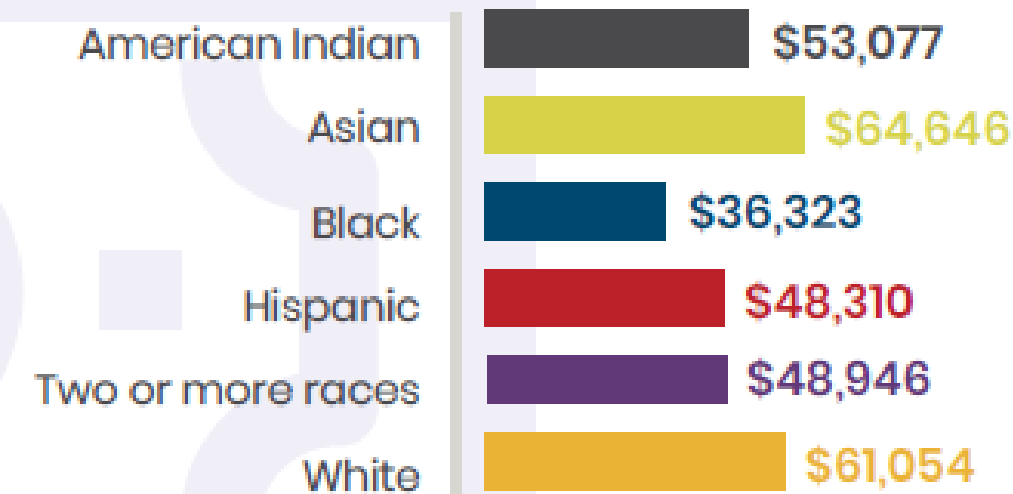 American Indian $53,077
Asian $64,646
Black $36,323
Hispanic $48,310
Two or more races $48,946
White $61,054